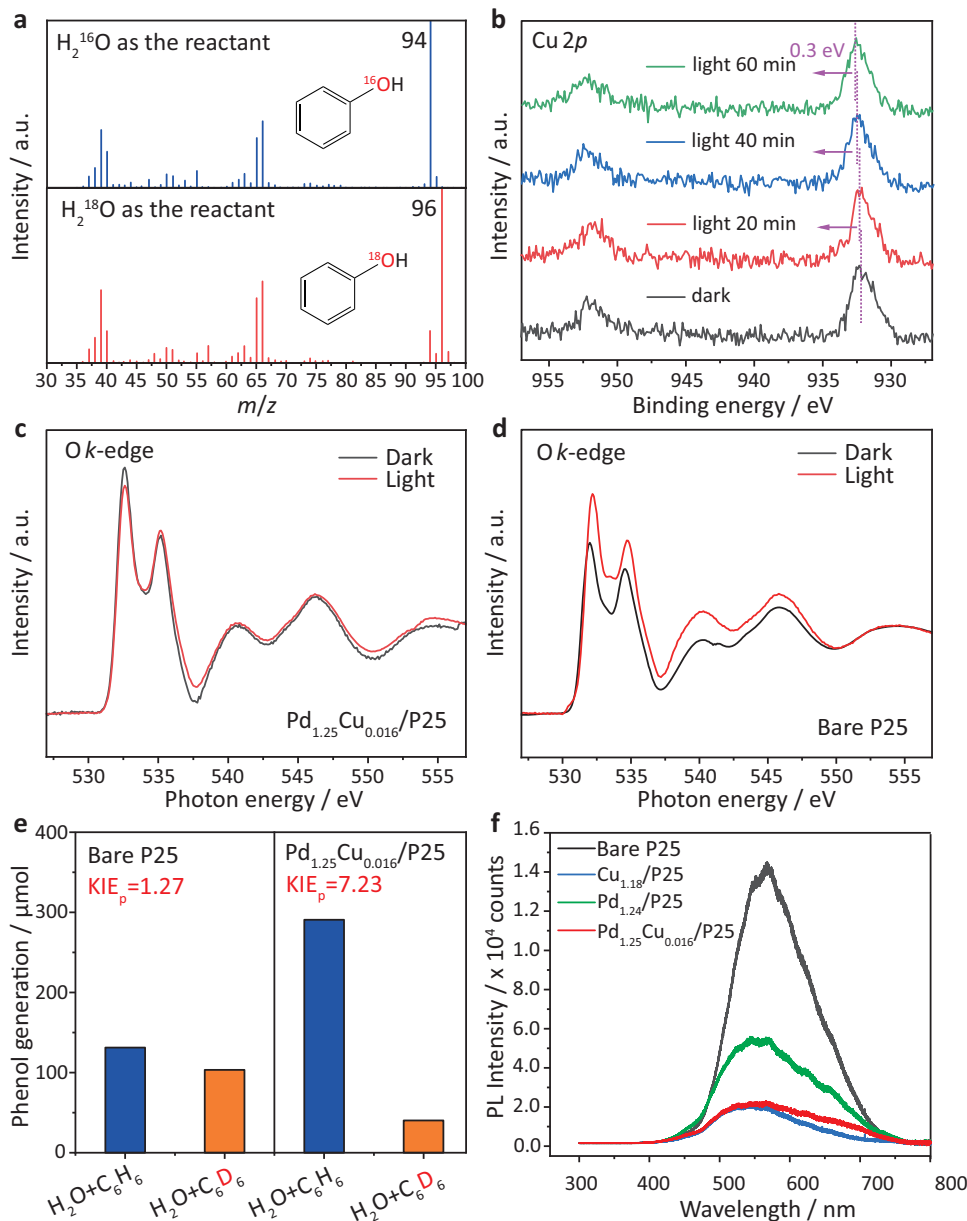 a
H₂¹⁶O as the reactant
94
¹⁶OH
H₂¹⁸O as the reactant
96
¹⁸OH
Intensity / a.u.
30 35 40 45 50 55 60 65 70 75 80 85 90 95 100
m/z
b
Cu 2p
0.3 eV
light 60 min
light 40 min
light 20 min
dark
Intensity / a.u.
955 950 945 940 935 930
Binding energy / eV
c
O k-edge
Dark
Light
Intensity / a.u.
Pd₁.₂₅Cu₀.₀₁₆/P25
530 535 540 545 550 555
Photon energy / eV
d
O k-edge
Dark
Light
Intensity / a.u.
Bare P25
530 535 540 545 550 555
Photon energy / eV
e
Phenol generation / μmol
400
300
200
100
0
Bare P25
KIEₚ=1.27
Pd₁.₂₅Cu₀.₀₁₆/P25
KIEₚ=7.23
H₂O+C₆H₆
H₂O+C₆D₆
H₂O+C₆H₆
H₂O+C₆D₆
f
PL Intensity / x 10⁴ counts
1.6
1.4
1.2
1.0
8.0
6.0
4.0
2.0
0.0
Bare P25
Cu₁.₁₈/P25
Pd₁.₂₄/P25
Pd₁.₂₅Cu₀.₀₁₆/P25
300 400 500 600 700 800
Wavelength / nm